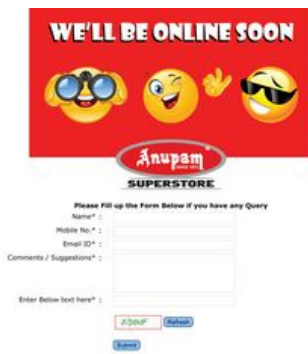 WE'LL BE ONLINE SOON
Anupam
SUPERSTORE
Please Fill up the Form Below if you have any Query
Name* :
Mobile No.* :
Email ID* :
Comments / Suggestions* :
Enter Below text here* :
Refresh
Submit